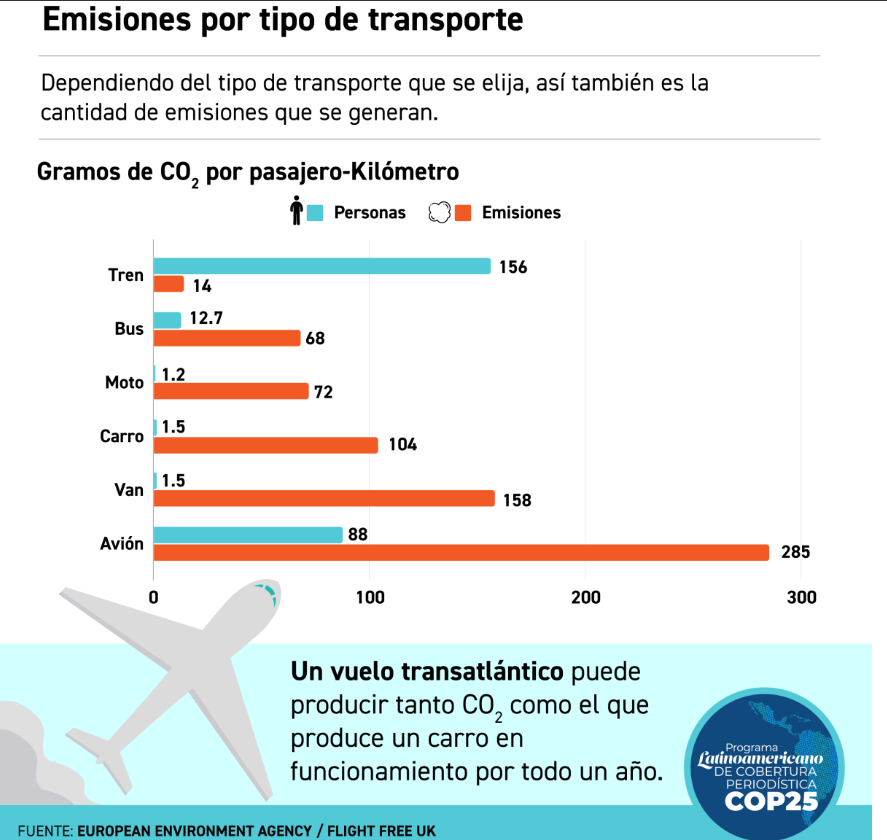 Emisiones por tipo de transporte
Dependiendo del tipo de transporte que se elija, así también es la
cantidad de emisiones que se generan.
Gramos de CO₂ por pasajero-Kilómetro
Personas
Emisiones
Tren
156
14
Bus
12.7
68
Moto
1.2
72
Carro
1.5
104
Van
1.5
158
Avión
88
285
0
100
200
300
Un vuelo transatlántico puede
producir tanto CO₂ como el que
produce un carro en
funcionamiento por todo un año.
Programa
Latinoamericano
DE COBERTURA
PERIODÍSTICA
COP25
FUENTE: EUROPEAN ENVIRONMENT AGENCY / FLIGHT FREE UK